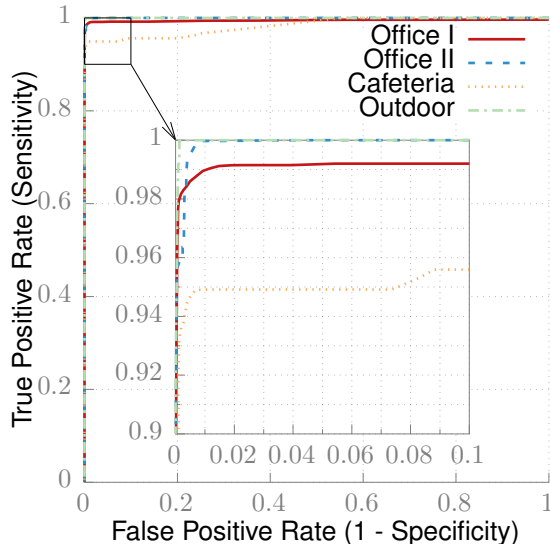 1
Office I
Office II
Cafeteria
Outdoor
0.8
0.6
0.4
0.2
0
True Positive Rate (Sensitivity)
1
0.98
0.96
0.94
0.92
0.9
0 0.02 0.04 0.06 0.08 0.1
0 0.2 0.4 0.6 0.8 1
False Positive Rate (1 - Specificity)